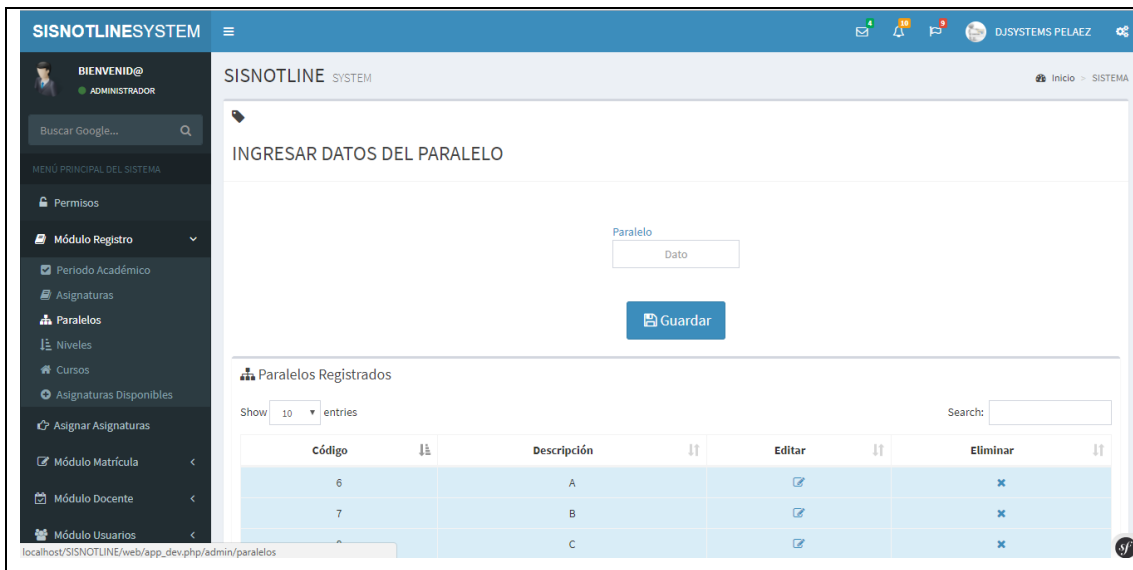 SISNOTLINESYSTEM
4
10
9
DJSYSTEMS PELAEZ
BIENVENID@
ADMINISTRADOR
Buscar Google...
MENÚ PRINCIPAL DEL SISTEMA
Permisos
Módulo Registro
Periodo Académico
Asignaturas
Paralelos
Niveles
Cursos
Asignaturas Disponibles
Asignar Asignaturas
Módulo Matrícula
Módulo Docente
Módulo Usuarios
localhost/SISNOTLINE/web/app_dev.php/admin/paralelos
SISNOTLINE SYSTEM
Inicio > SISTEMA
INGRESAR DATOS DEL PARALELO
Paralelo
Dato
Guardar
Paralelos Registrados
Show 10 entries
Search:
Código Descripción Editar Eliminar
6 A
7 B
C
sf